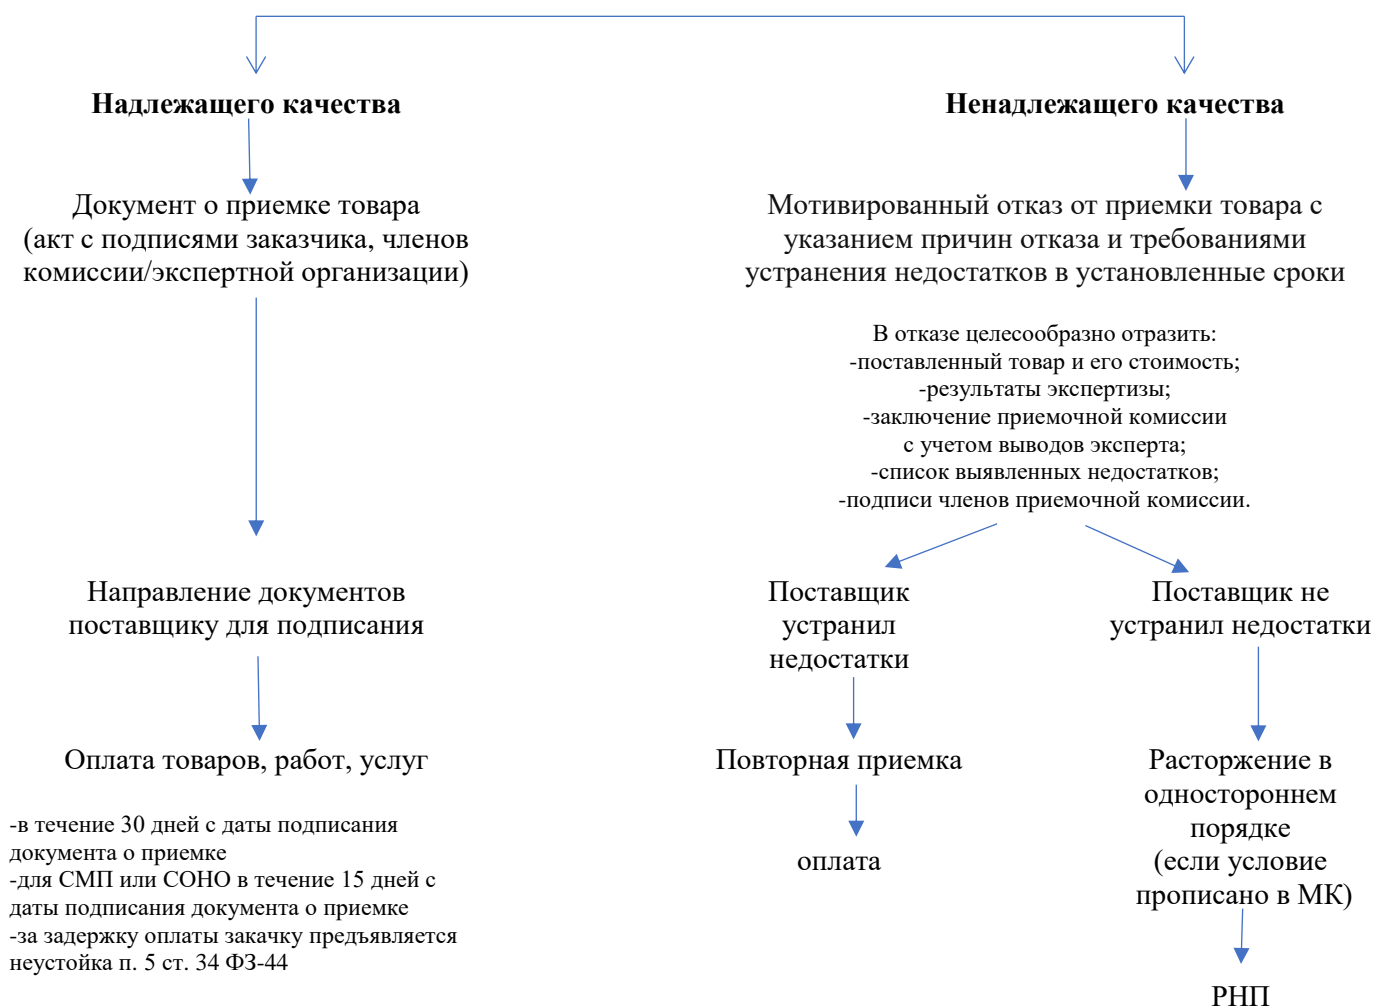 Надлежащего качества
Документ о приемке товара
(акт с подписями заказчика, членов
комиссии/экспертной организации)
Направление документов
поставщику для подписания
Оплата товаров, работ, услуг
-в течение 30 дней с даты подписания
документа о приемке
-для СМП или СОНО в течение 15 дней с
даты подписания документа о приемке
-за задержку оплаты закачку предъявляется
неустойка п. 5 ст. 34 ФЗ-44
Ненадлежащего качества
Мотивированный отказ от приемки товара с
указанием причин отказа и требованиями
устранения недостатков в установленные сроки
В отказе целесообразно отразить:
-поставленный товар и его стоимость;
-результаты экспертизы;
-заключение приемочной комиссии
с учетом выводов эксперта;
-список выявленных недостатков;
-подписи членов приемочной комиссии.
Поставщик
устранил
недостатки
Повторная приемка
оплата
Поставщик не
устранил недостатки
Расторжение в
одностороннем
порядке
(если условие
прописано в МК)
РНП